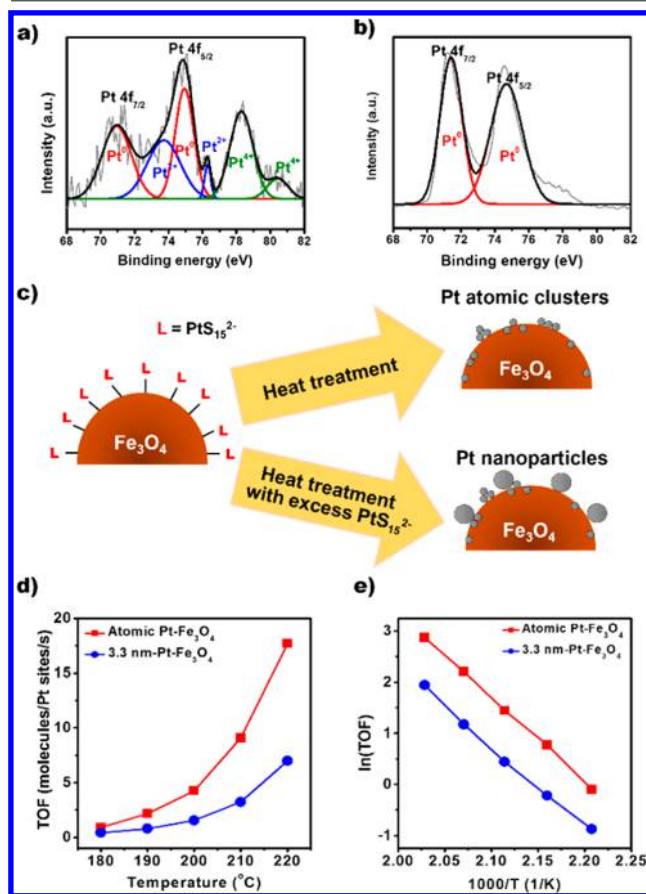 a)
Pt 4f7/2
Pt 4f5/2
Pt0
Pt2+
Pt0
Pt2+
Pt4+
Pt4+
Intensity (a.u.)
68 70 72 74 76 78 80 82
Binding energy (eV)
b)
Pt 4f7/2
Pt 4f5/2
Pt0
Pt0
Intensity (a.u.)
68 70 72 74 76 78 80 82
Binding energy (eV)
c)
L = PtS15 2-
L L L L L L L L L
Fe3O4
Heat treatment
Heat treatment
with excess PtS15 2-
Pt atomic clusters
Fe3O4
Pt nanoparticles
Fe3O4
d)
Atomic Pt-Fe3O4
3.3 nm-Pt-Fe3O4
TOF (molecules/Pt sites/s)
20
15
10
5
0
180 190 200 210 220
Temperature (°C)
e)
Atomic Pt-Fe3O4
3.3 nm-Pt-Fe3O4
ln(TOF)
3
2
1
0
-1
2.00 2.05 2.10 2.15 2.20
1000/T (1/K)